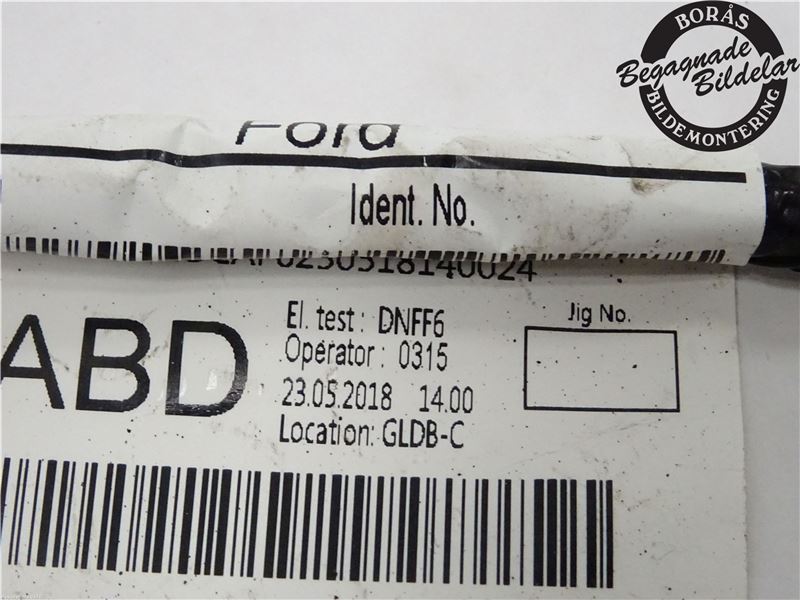 BORÅS
Begagnade
Bildelar
BILDEMONTERING
Ford
Ident. No.
0230518140024
El. test: DNFF6
Jig No.
ABD
Operator: 0315
23.05.2018 14.00
Location: GLDB-C